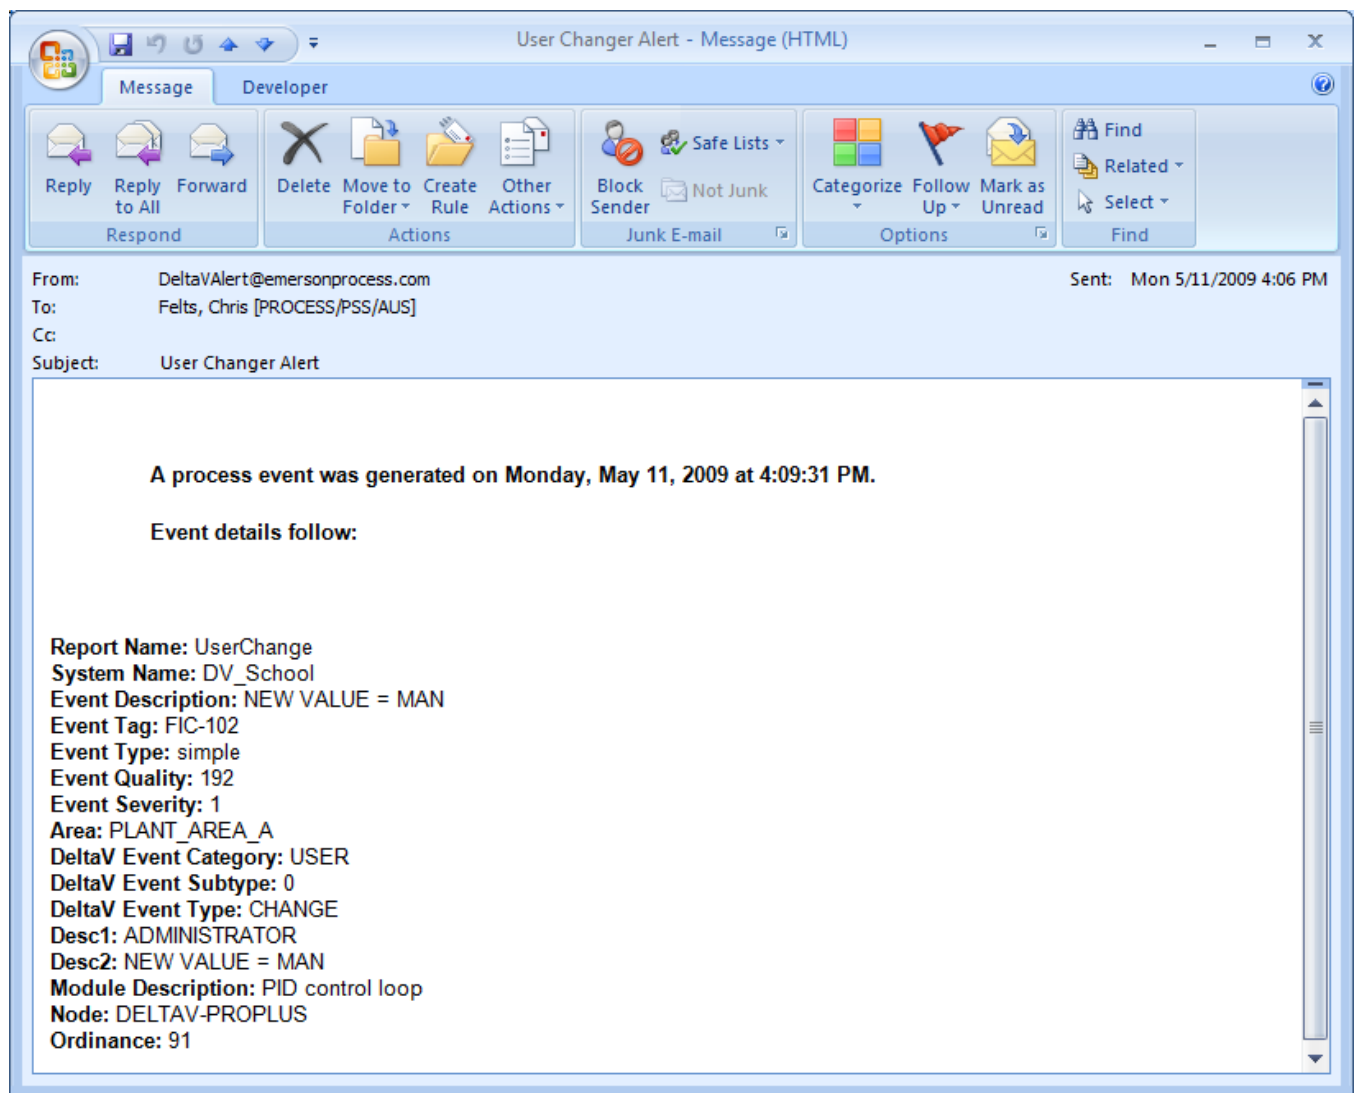 User Changer Alert - Message (HTML)
Message Developer
Reply Reply to All Forward
Respond
Delete Move to Folder Create Rule Other Actions
Actions
Block Sender Safe Lists Not Junk
Junk E-mail
Categorize Follow Up Mark as Unread
Options
Find
Related
Select
Find
From: DeltaVAlert@emersonprocess.com Sent: Mon 5/11/2009 4:06 PM
To: Felts, Chris [PROCESS/PSS/AUS]
Cc:
Subject: User Changer Alert
A process event was generated on Monday, May 11, 2009 at 4:09:31 PM.
Event details follow:
Report Name: UserChange
System Name: DV_School
Event Description: NEW VALUE = MAN
Event Tag: FIC-102
Event Type: simple
Event Quality: 192
Event Severity: 1
Area: PLANT_AREA_A
DeltaV Event Category: USER
DeltaV Event Subtype: 0
DeltaV Event Type: CHANGE
Desc1: ADMINISTRATOR
Desc2: NEW VALUE = MAN
Module Description: PID control loop
Node: DELTAV-PROPLUS
Ordinance: 91